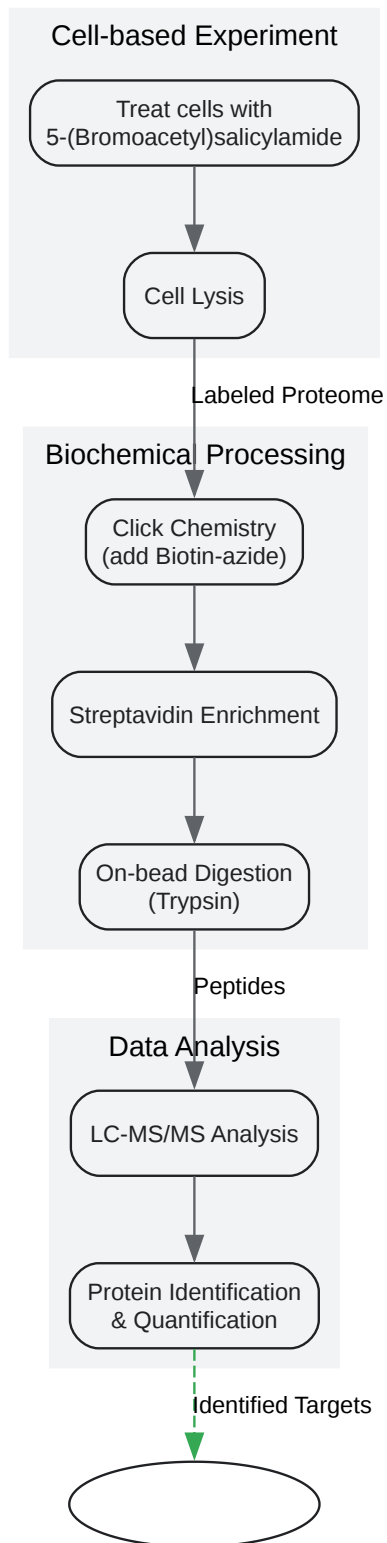 Cell-based Experiment
Treat cells with
5-(Bromoacetyl)salicylamide
Cell Lysis
Labeled Proteome
Biochemical Processing
Click Chemistry
(add Biotin-azide)
Streptavidin Enrichment
On-bead Digestion
(Trypsin)
Peptides
Data Analysis
LC-MS/MS Analysis
Protein Identification
& Quantification
Identified Targets